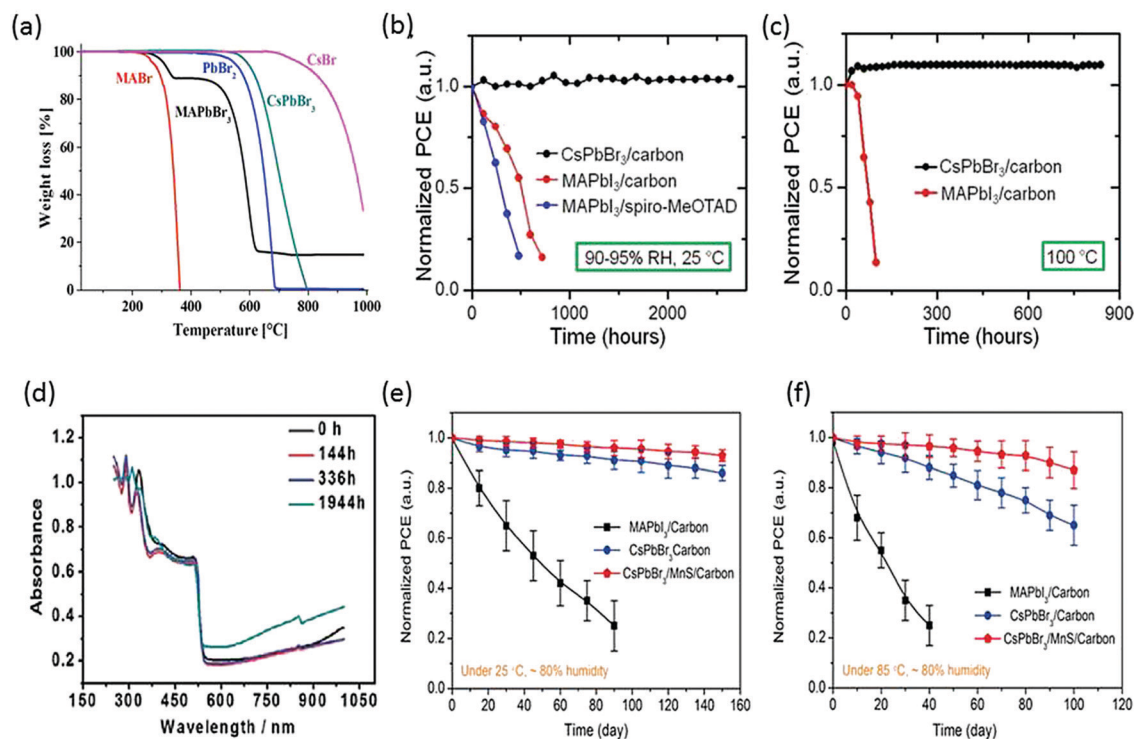 (a)
100
80
60
40
20
0
Weight loss [%]
MABr
MAPbBr3
PbBr2
CsPbBr3
CsBr
200
400
600
800
1000
Temperature [°C]
(b)
1.0
0.5
0.0
Normalized PCE (a.u.)
CsPbBr3/carbon
MAPbI3/carbon
MAPbI3/spiro-MeOTAD
90-95% RH, 25 °C
0
1000
2000
Time (hours)
(c)
1.0
0.5
0.0
Normalized PCE (a.u.)
CsPbBr3/carbon
MAPbI3/carbon
100 °C
0
300
600
900
Time (hours)
(d)
1.2
1.0
0.8
0.6
0.4
0.2
Absorbance
0 h
144h
336h
1944h
150
300
450
600
750
900
1050
Wavelength / nm
(e)
1.0
0.8
0.6
0.4
0.2
0.0
Normalized PCE (a.u.)
MAPbI3/Carbon
CsPbBr3Carbon
CsPbBr3/MnS/Carbon
Under 25 °C, ~ 80% humidity
0
20
40
60
80
100
120
140
160
Time (day)
(f)
1.0
0.8
0.6
0.4
0.2
0.0
Normalized PCE (a.u.)
MAPbI3/Carbon
CsPbBr3/Carbon
CsPbBr3/MnS/Carbon
Under 85 °C, ~ 80% humidity
0
20
40
60
80
100
120
Time (day)